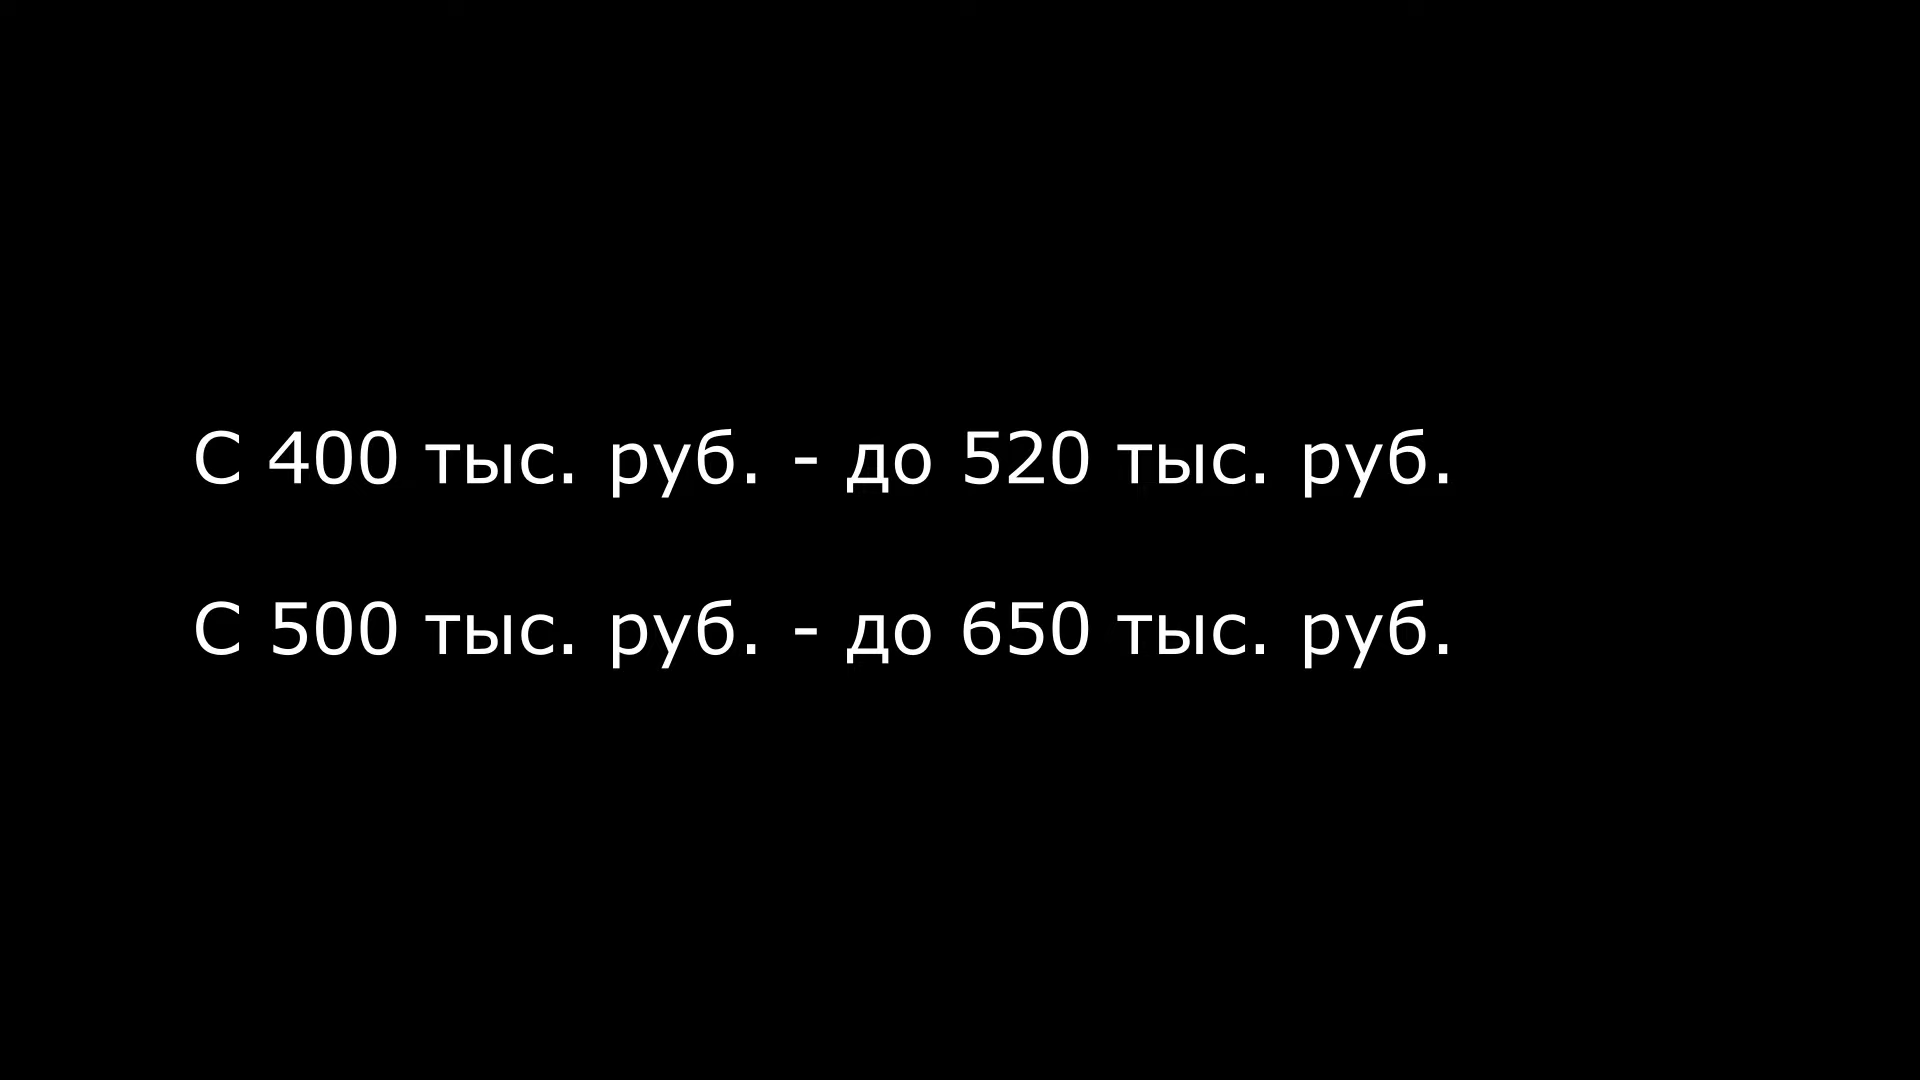 С 400 тыс. руб. - до 520 тыс. руб.
С 500 тыс. руб. - до 650 тыс. руб.